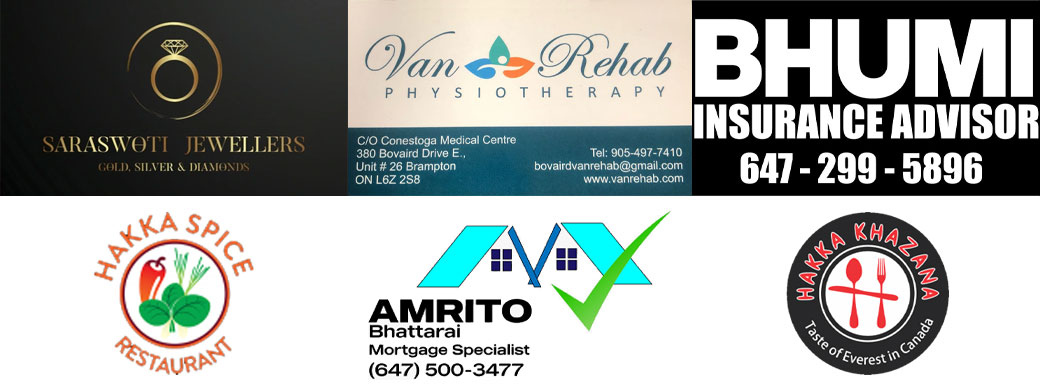 SARASWOTI JEWELLERS
GOLD, SILVER & DIAMONDS
Van Rehab
PHYSIOTHERAPY
C/O Conestoga Medical Centre
380 Bovaird Drive E.,
Unit # 26 Brampton
ON L6Z 2S8
Tel: 905-497-7410
bovairdvanrehab@gmail.com
www.vanrehab.com
BHUMI
INSURANCE ADVISOR
647 - 299 - 5896
HAKKA SPICE
RESTAURANT
AMRITO
Bhattarai
Mortgage Specialist
(647) 500-3477
HAKKA KHAZANA
Taste of Everest in Canada